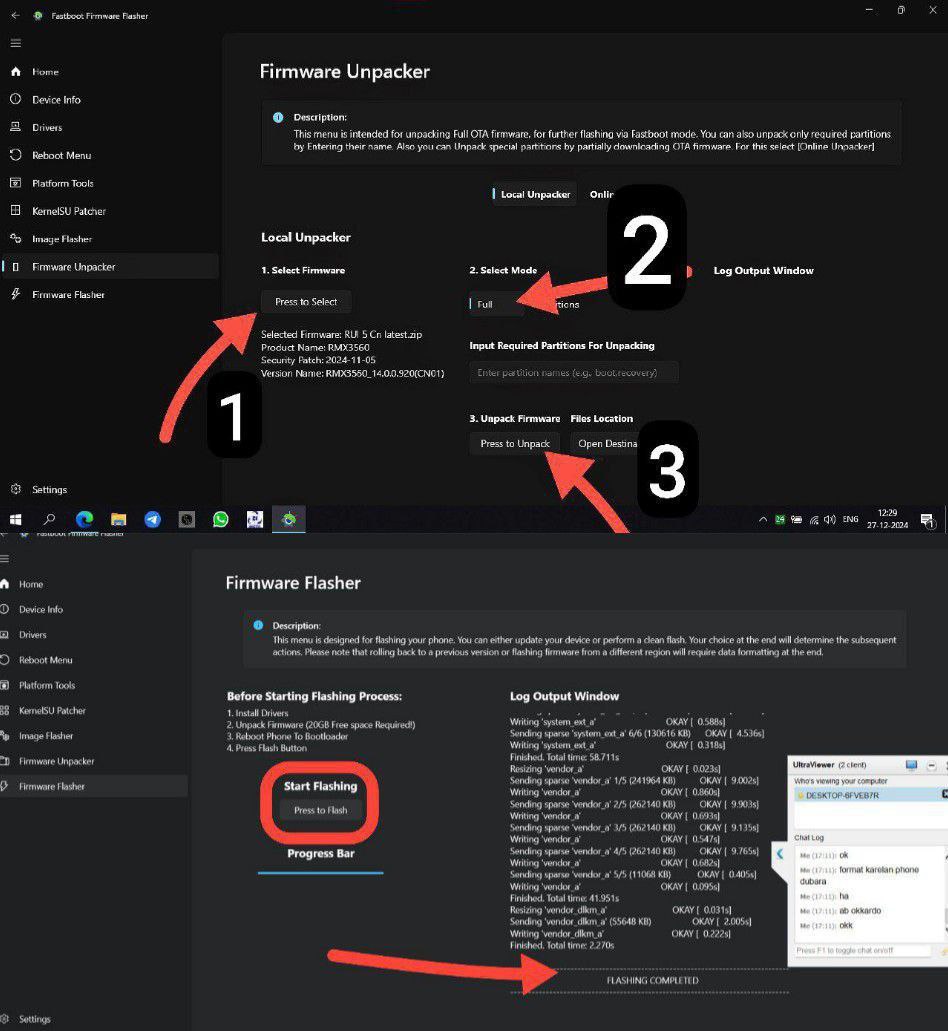 Fastboot Firmware Flasher
Home
Device Info
Drivers
Reboot Menu
Platform Tools
KernelSU Patcher
Image Flasher
Firmware Unpacker
Firmware Flasher
Settings
Firmware Unpacker
Description:
This menu is intended for unpacking Full OTA firmware, for further flashing via Fastboot mode. You can also unpack only required partitions
by Entering their name. Also you can Unpack special partitions by partially downloading OTA firmware. For this select [Online Unpacker]
Local Unpacker
Local Unpacker
1. Select Firmware
Press to Select
Selected Firmware: RUI 5 Cn latest.zip
Product Name: RMX3560
Security Patch: 2024-11-05
Version Name: RMX3560_14.0.0.920(CN01)
1
2. Select Mode
2
Full
Input Required Partitions For Unpacking
Enter partition names (e.g., boot,recovery)
3. Unpack Firmware Files Location
Press to Unpack Open
3
Log Output Window
24 ENG 12:29
27-12-2024
1
Fastboot Firmware Flasher
Home
Device Info
Drivers
Reboot Menu
Platform Tools
KernelSU Patcher
Image Flasher
Firmware Unpacker
Firmware Flasher
Settings
Firmware Flasher
Description:
This menu is designed for flashing your phone. You can either update your device or perform a clean flash. Your choice at the end will determine the subsequent
actions. Please note that rolling back to a previous version or flashing firmware from a different region will require data formatting at the end.
Before Starting Flashing Process:
1. Install Drivers
2. Unpack Firmware (20GB Free space Required!)
3. Reboot Phone To Bootloader
4. Press Flash Button
Start Flashing
Press to Flash
Progress Bar
Log Output Window
Writing 'system_ext_a' OKAY [ 0.588s]
Sending sparse 'system_ext_a' 6/6 (130616 KB) OKAY [ 4.536s]
Writing 'system_ext_a' OKAY [ 0.318s]
Finished. Total time: 58.711s
Resizing 'vendor_a' OKAY [ 0.023s]
Sending sparse 'vendor_a' 1/5 (241964 KB) OKAY [ 9.002s]
Writing 'vendor_a' OKAY [ 0.860s]
Sending sparse 'vendor_a' 2/5 (262140 KB) OKAY [ 9.903s]
Writing 'vendor_a' OKAY [ 0.693s]
Sending sparse 'vendor_a' 3/5 (262140 KB) OKAY [ 9.135s]
Writing 'vendor_a' OKAY [ 0.547s]
Sending sparse 'vendor_a' 4/5 (262140 KB) OKAY [ 9.765s]
Writing 'vendor_a' OKAY [ 0.682s]
Sending sparse 'vendor_a' 5/5 (11068 KB) OKAY [ 0.405s]
Writing 'vendor_a' OKAY [ 0.095s]
Finished. Total time: 41.951s
Resizing 'vendor_dlkm_a' OKAY [ 0.031s]
Sending 'vendor_dlkm_a' (55648 KB) OKAY [ 2.005s]
Writing 'vendor_dlkm_a' OKAY [ 0.222s]
Finished. Total time: 2.270s
FLASHING COMPLETED
UltraViewer (2 client)
Who's viewing your computer
DESKTOP-6FVEB7R
Chat Log
Me (17:11): ok
Me (17:11): format karelan phone
dubara
Me (17:11): ha
Me (17:11): ab okkardo
Me (17:11): okk
Press F1 to toggle chat on/off